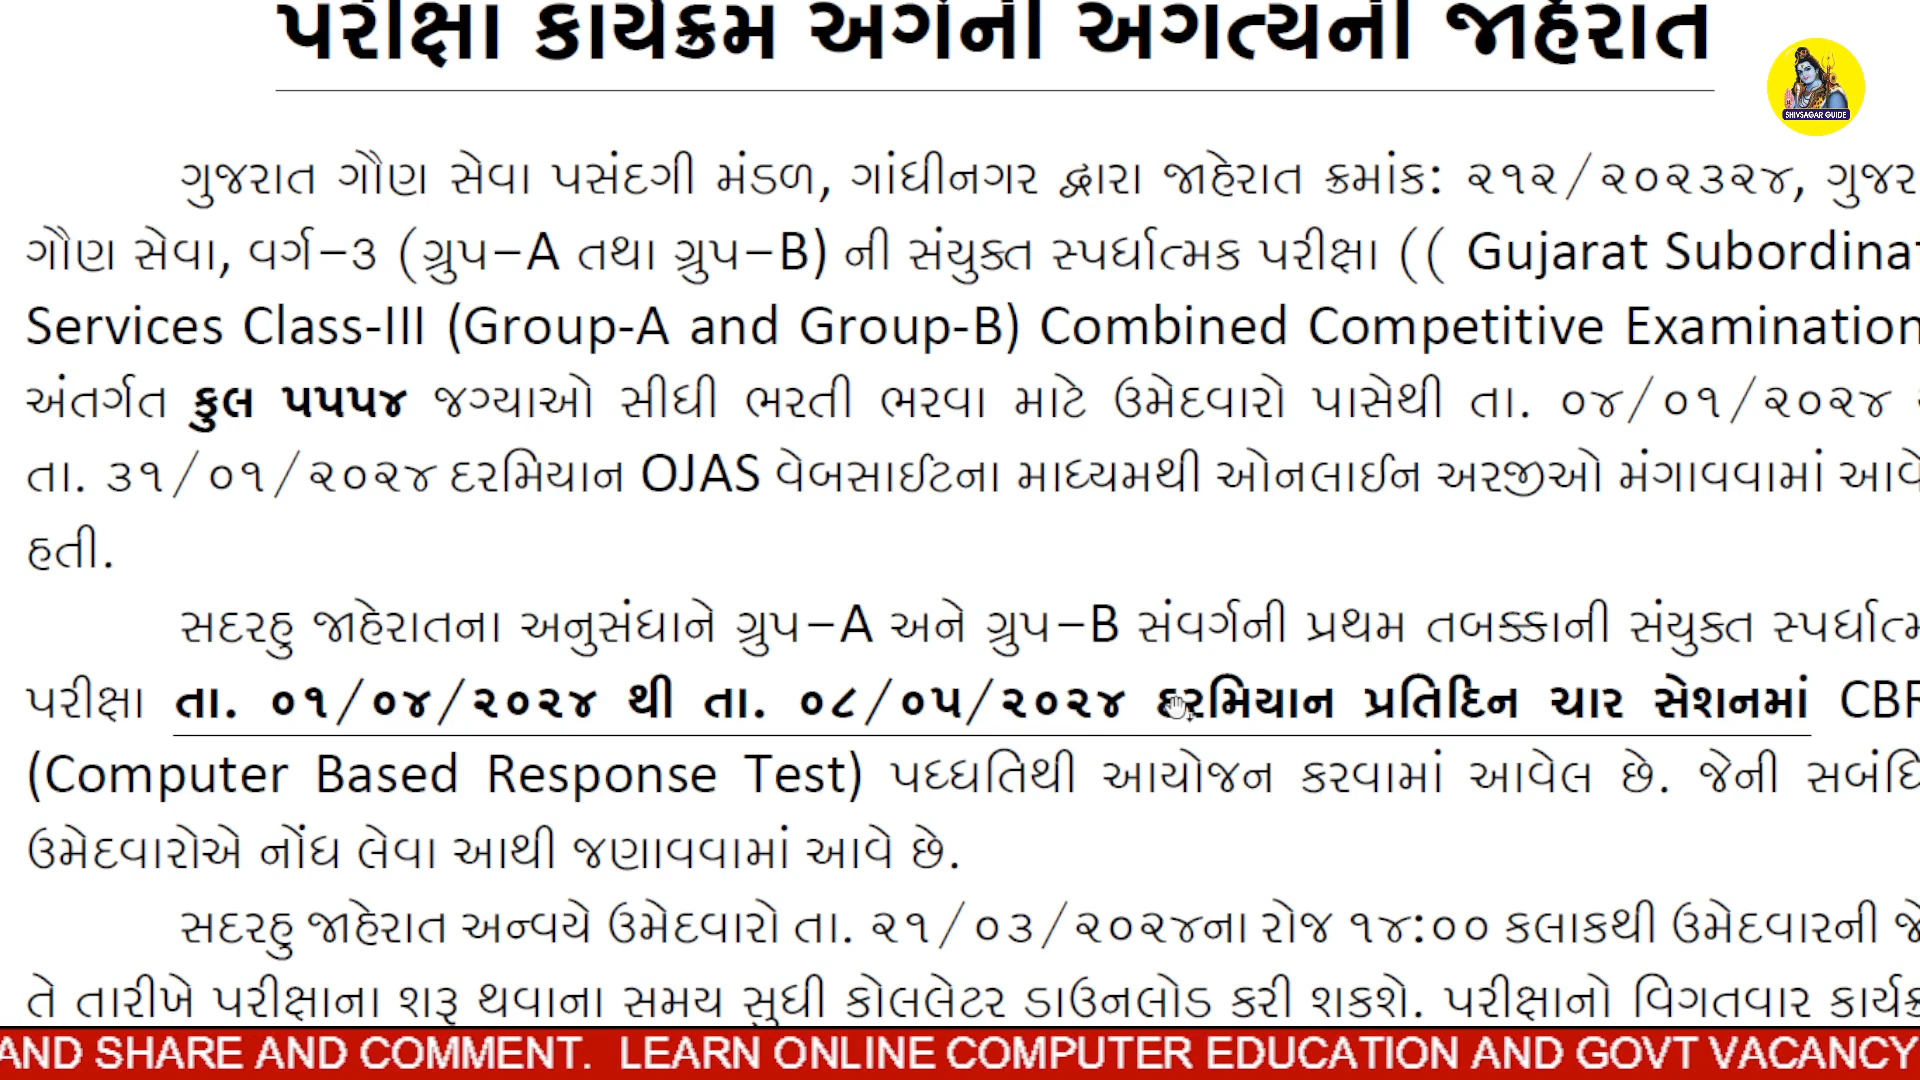 પરીક્ષા કાર્યક્રમ અંગેની અગત્યની જાહેરાત
SHIVSAGAR GUIDE
ગુજરાત ગૌણ સેવા પસંદગી મંડળ, ગાંધીનગર દ્વારા જાહેરાત ક્રમાંક: ૨૧૨/૨૦૨૩૨૪, ગુજર
ગૌણ સેવા, વર્ગ-૩ (ગ્રુપ-A તથા ગ્રુપ-B) ની સંયુક્ત સ્પર્ધાત્મક પરીક્ષા (( Gujarat Subordinat
Services Class-III (Group-A and Group-B) Combined Competitive Examination
અંતર્ગત કુલ ૫૫૫૪ જગ્યાઓ સીધી ભરતી ભરવા માટે ઉમેદવારો પાસેથી તા. ૦૪/૦૧/૨૦૨૪
તા. ૩૧/૦૧/૨૦૨૪ દરમિયાન OJAS વેબસાઈટના માધ્યમથી ઓનલાઈન અરજીઓ મંગાવવામાં આવે
હતી.
સદરહુ જાહેરાતના અનુસંધાને ગ્રુપ-A અને ગ્રુપ-B સંવર્ગની પ્રથમ તબક્કાની સંયુક્ત સ્પર્ધાત્મ
પરીક્ષા તા. ૦૧/૦૪/૨૦૨૪ થી તા. ૦૮/૦૫/૨૦૨૪ દરમિયાન પ્રતિદિન ચાર સેશનમાં CBR
(Computer Based Response Test) પધ્ધતિથી આયોજન કરવામાં આવેલ છે. જેની સબંધિ
ઉમેદવારોએ નોંધ લેવા આથી જણાવવામાં આવે છે.
સદરહુ જાહેરાત અન્વયે ઉમેદવારો તા. ૨૧/૦૩/૨૦૨૪ના રોજ ૧૪:૦૦ કલાકથી ઉમેદવારની જે
તે તારીખે પરીક્ષાના શરૂ થવાના સમય સુધી કોલલેટર ડાઉનલોડ કરી શકશે. પરીક્ષાનો વિગતવાર કાર્યક્ર
AND SHARE AND COMMENT. LEARN ONLINE COMPUTER EDUCATION AND GOVT VACANCY